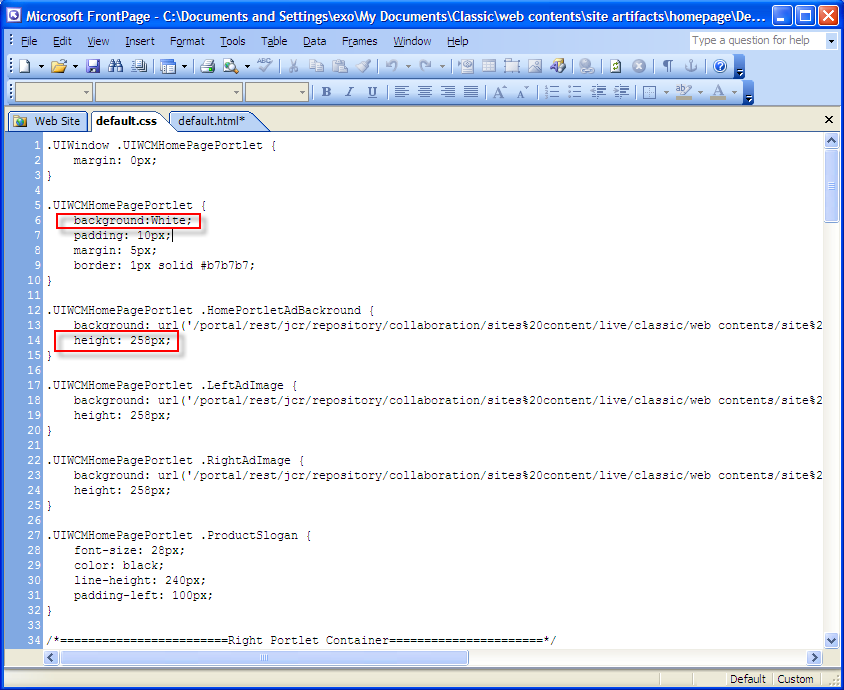 Microsoft FrontPage - C:\Documents and Settings\exo\My Documents\Classic\web contents\site artifacts\homepage\De...
File Edit View Insert Format Tools Table Data Frames Window Help Type a question for help
B I U A A ab A
Web Site default.css default.html*
1 .UIWindow .UIWCMHomePagePortlet {
2 margin: 0px;
3 }
4
5 .UIWCMHomePagePortlet {
6 background:White;
7 padding: 10px;
8 margin: 5px;
9 border: 1px solid #b7b7b7;
10 }
11
12 .UIWCMHomePagePortlet .HomePortletAdBackround {
13 background: url('/portal/rest/jcr/repository/collaboration/sites%20content/live/classic/web contents/site%2
14 height: 258px;
15 }
16
17 .UIWCMHomePagePortlet .LeftAdImage {
18 background: url('/portal/rest/jcr/repository/collaboration/sites%20content/live/classic/web contents/site%2
19 height: 258px;
20 }
21
22 .UIWCMHomePagePortlet .RightAdImage {
23 background: url('/portal/rest/jcr/repository/collaboration/sites%20content/live/classic/web contents/site%2
24 height: 258px;
25 }
26
27 .UIWCMHomePagePortlet .ProductSlogan {
28 font-size: 28px;
29 color: black;
30 line-height: 240px;
31 padding-left: 100px;
32 }
33
34 /*========================Right Portlet Container======================*/
Default Custom